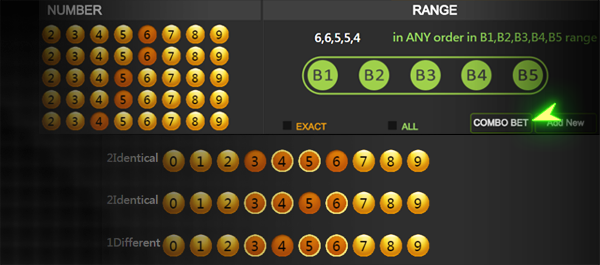 NUMBER
RANGE
2 3 4 5 6 7 8 9
2 3 4 5 6 7 8 9
2 3 4 5 6 7 8 9
2 3 4 5 6 7 8 9
2 3 4 5 6 7 8 9
6,6,5,5,4 in ANY order in B1,B2,B3,B4,B5 range
B1 B2 B3 B4 B5
EXACT ALL COMBO BET Add New
2Identical 0 1 2 3 4 5 6 7 8 9
2Identical 0 1 2 3 4 5 6 7 8 9
1Different 0 1 2 3 4 5 6 7 8 9